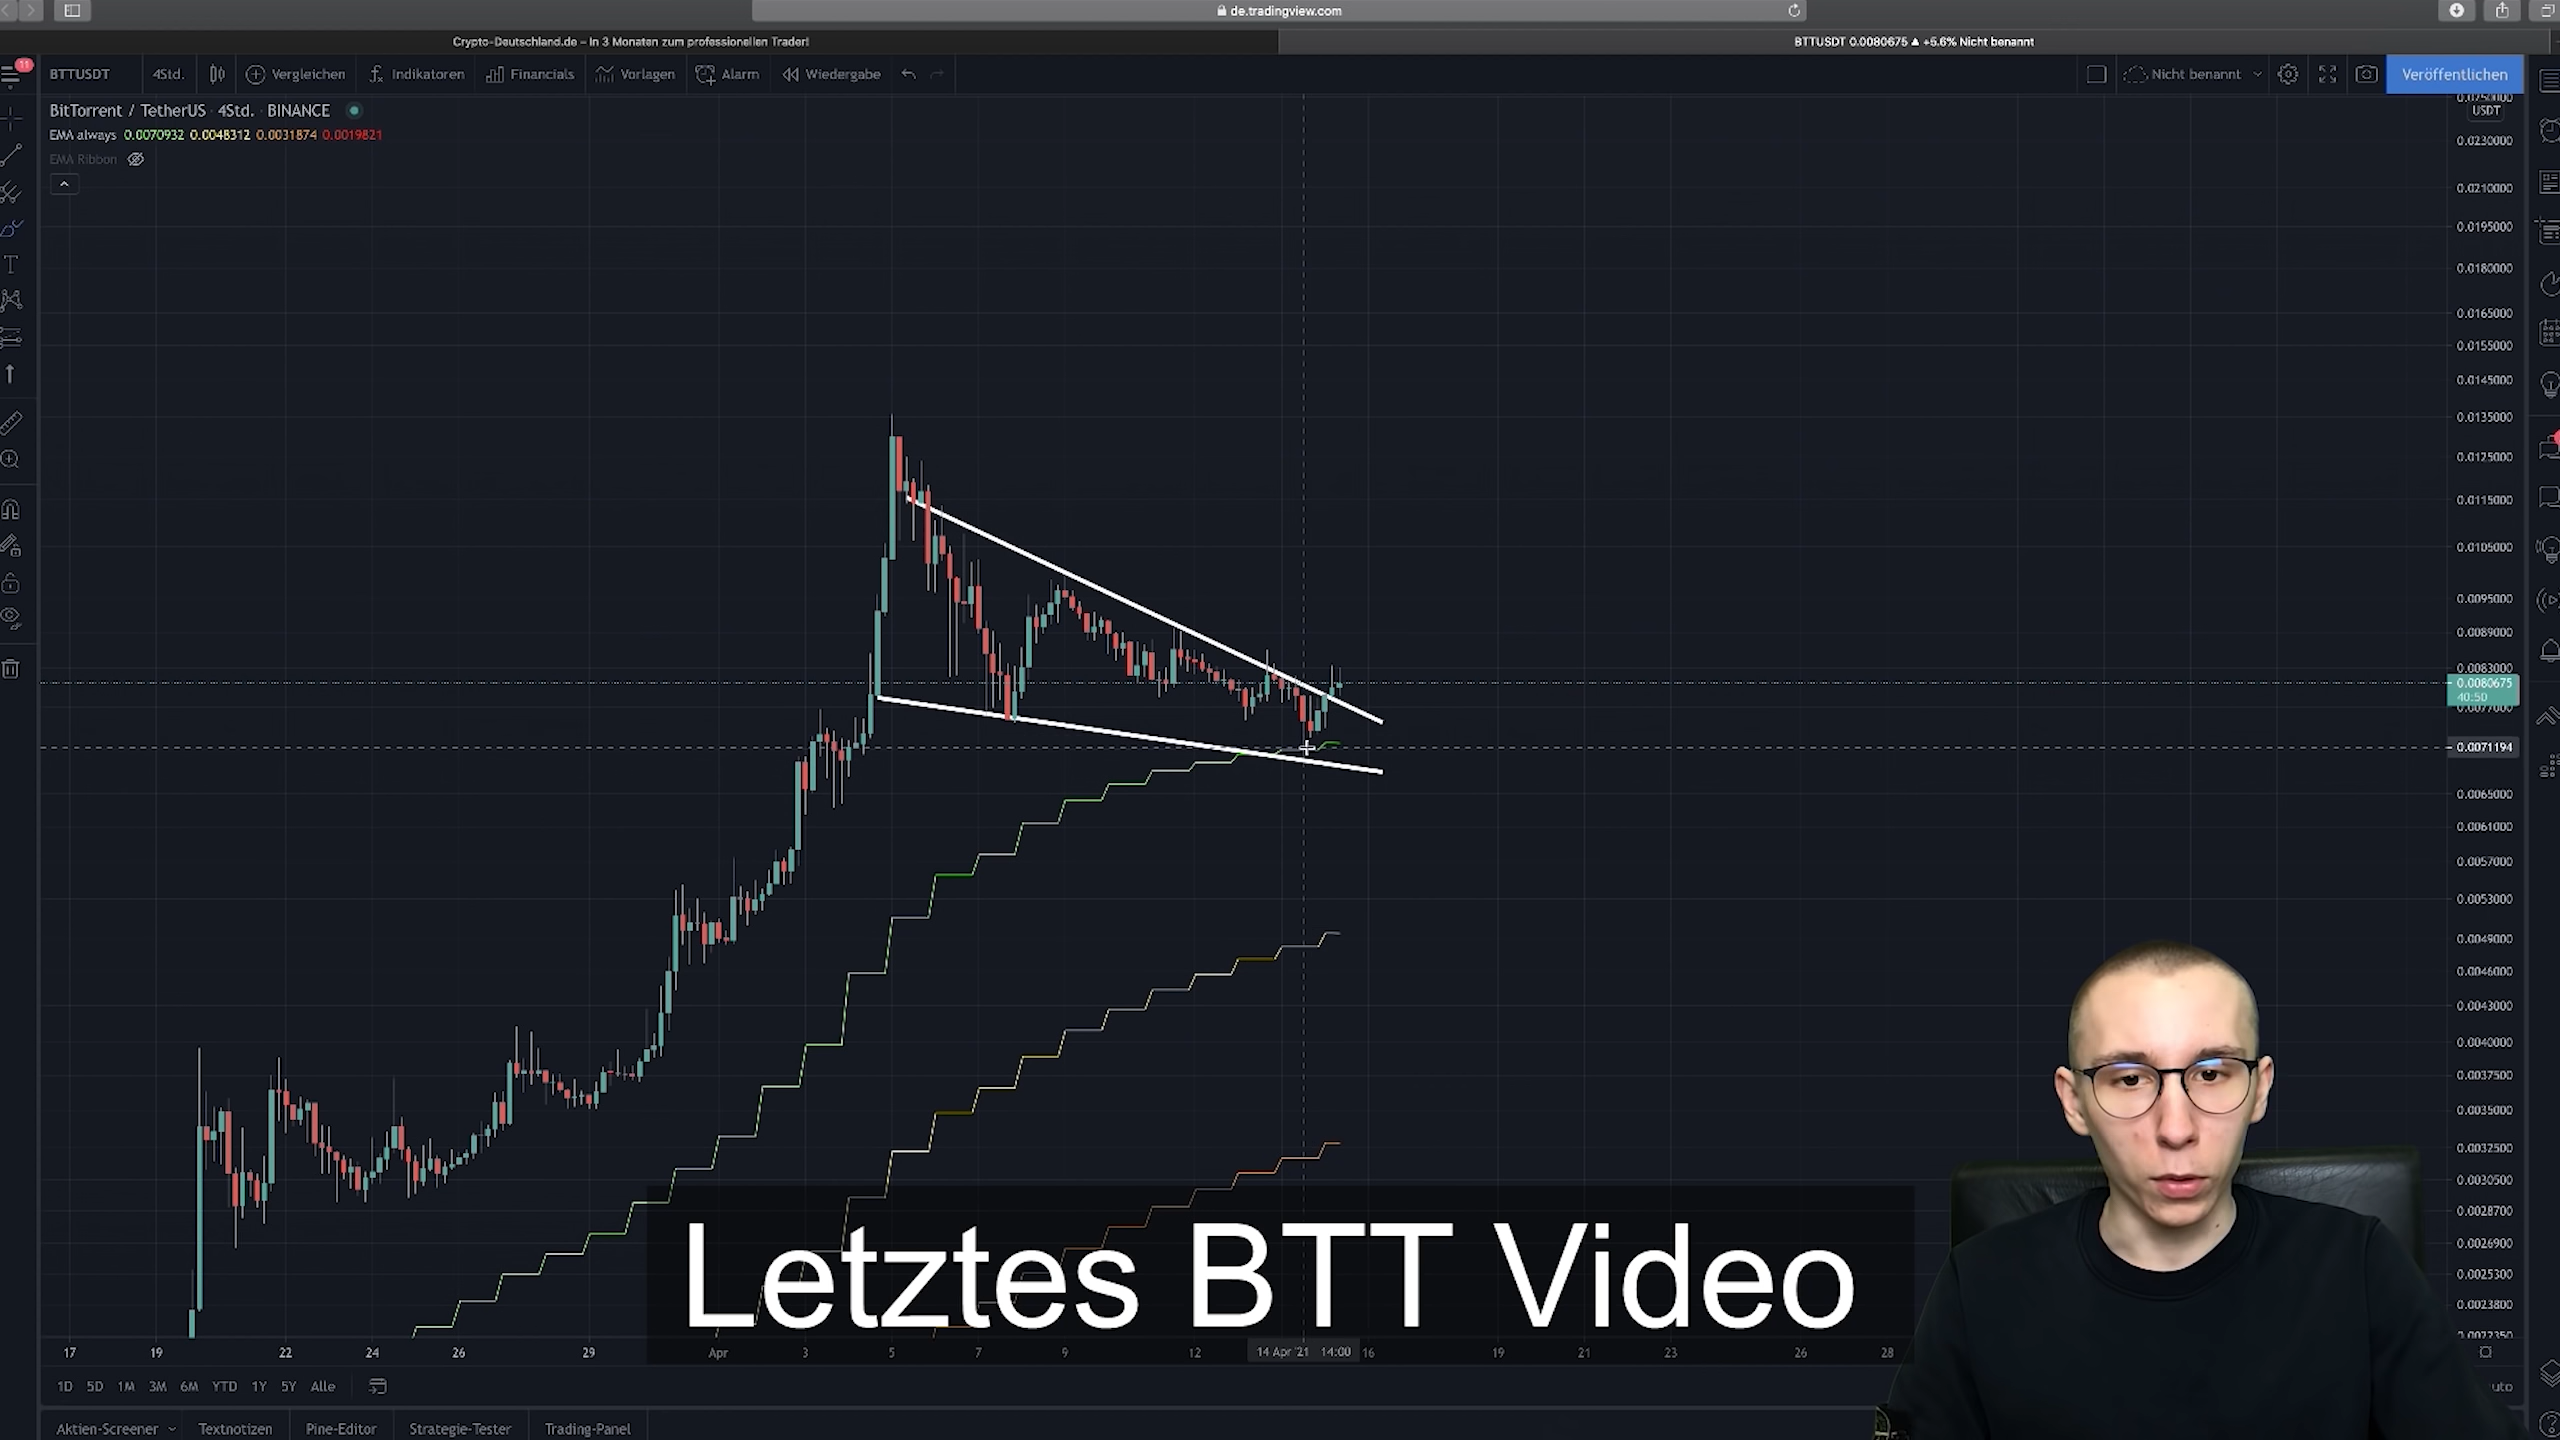 de.tradingview.com
Crypto-Deutschland.de – In 3 Monaten zum professionellen Trader!
BTTUSDT 0.0080675 ▲ +5.6% Nicht benannt
11
BTTUSDT 4Std. Vergleichen Indikatoren Financials Vorlagen Alarm Wiedergabe Nicht benannt Veröffentlichen
BitTorrent / TetherUS · 4Std. · BINANCE
EMA always 0.0070932 0.0048312 0.0031874 0.0019821
EMA Ribbon
USDT
0.0230000
0.0210000
0.0195000
0.0180000
0.0165000
0.0155000
0.0145000
0.0135000
0.0125000
0.0115000
0.0105000
0.0095000
0.0089000
0.0083000
0.0080675
40:50
0.0077000
0.0071194
0.0065000
0.0061000
0.0057000
0.0053000
0.0049000
0.0046000
0.0043000
0.0040000
0.0037500
0.0035000
0.0032500
0.0030500
0.0028700
0.0026900
0.0025300
0.0023800
Letztes BTT Video
17 19 22 24 26 29 Apr 3 5 7 9 12 14 Apr '21 14:00 16 19 21 23 26 28
1D 5D 1M 3M 6M YTD 1Y 5Y Alle
Aktien-Screener Textnotizen Pine-Editor Strategie-Tester Trading-Panel